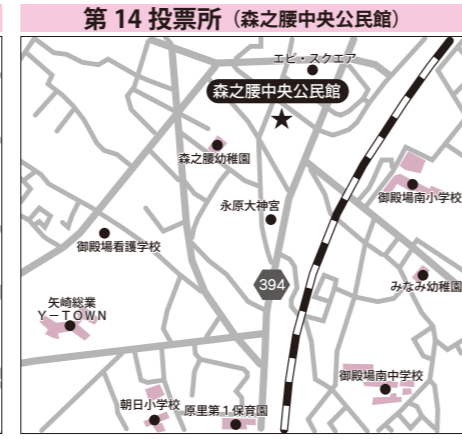 第14投票所（森之腰中央公民館）
エピ・スクエア
森之腰中央公民館
森之腰幼稚園
御殿場南小学校
永原大神宮
御殿場看護学校
394
みなみ幼稚園
矢崎総業
Y－TOWN
御殿場南中学校
朝日小学校
原里第1保育園